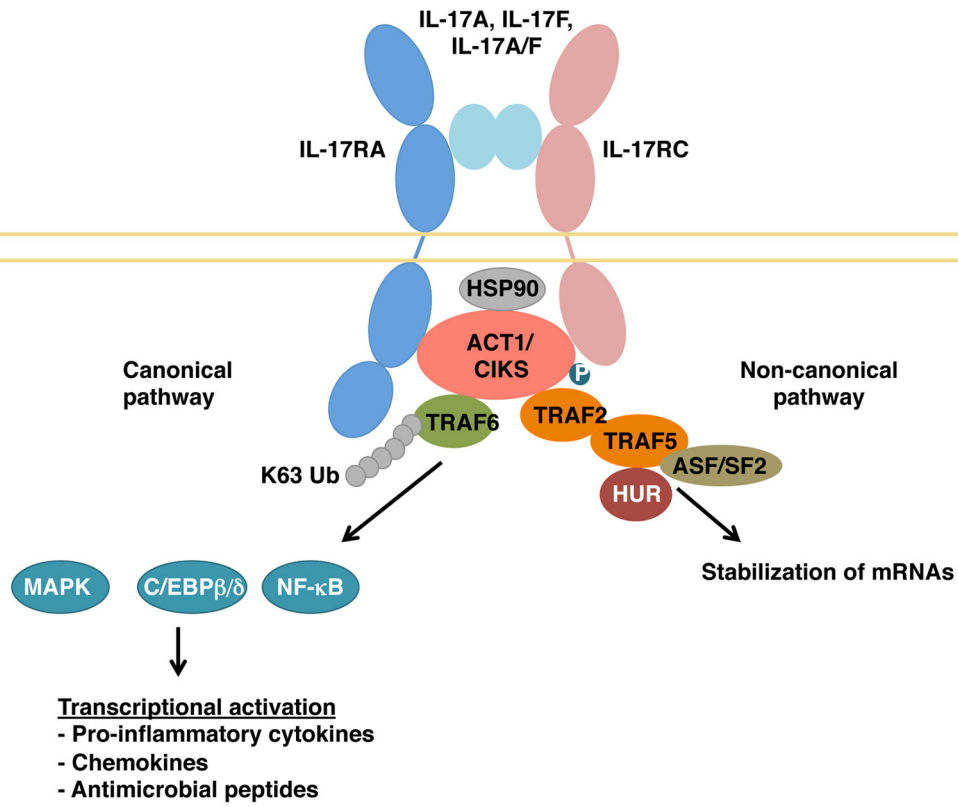 IL-17A, IL-17F,
IL-17A/F
IL-17RA
IL-17RC
HSP90
ACT1/
CIKS
P
Canonical
pathway
Non-canonical
pathway
TRAF6
TRAF2
TRAF5
ASF/SF2
K63 Ub
HUR
MAPK
C/EBPβ/δ
NF-κB
Stabilization of mRNAs
Transcriptional activation
- Pro-inflammatory cytokines
- Chemokines
- Antimicrobial peptides